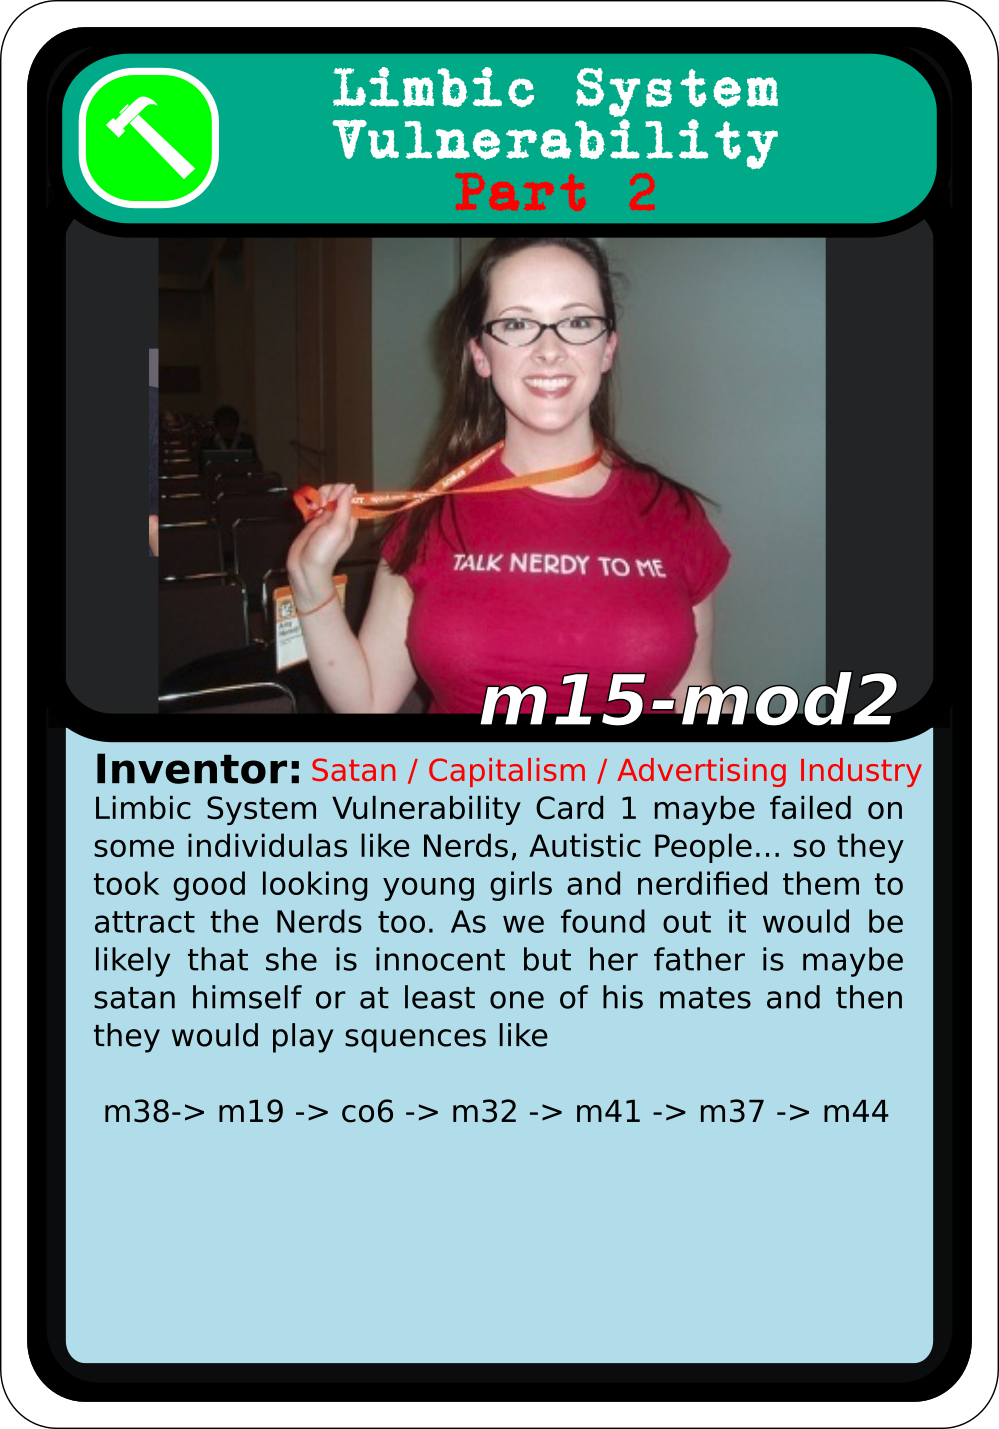 Limbic System
Vulnerability
Part 2
TALK NERDY TO ME
m15-mod2
Inventor: Satan / Capitalism / Advertising Industry
Limbic System Vulnerability Card 1 maybe failed on
some individulas like Nerds, Autistic People... so they
took good looking young girls and nerdified them to
attract the Nerds too. As we found out it would be
likely that she is innocent but her father is maybe
satan himself or at least one of his mates and then
they would play squences like
m38-> m19 -> co6 -> m32 -> m41 -> m37 -> m44